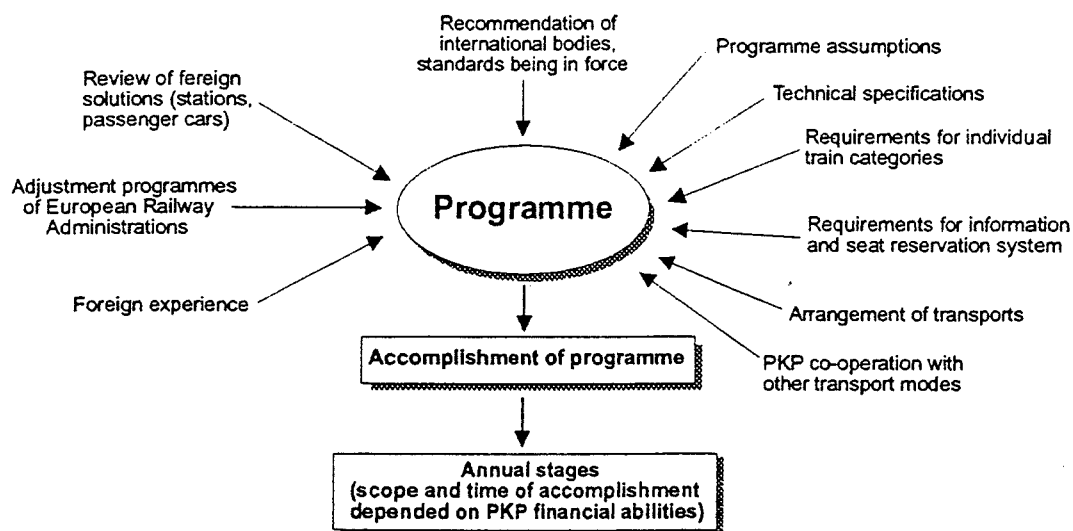 Recommendation of
international bodies,
standards being in force
Programme assumptions
Review of fereign
solutions (stations,
passenger cars)
Technical specifications
Requirements for individual
train categories
Adjustment programmes
of European Railway
Administrations
Programme
Requirements for information
and seat reservation system
Foreign experience
Arrangement of transports
Accomplishment of programme
PKP co-operation with
other transport modes
Annual stages
(scope and time of accomplishment
depended on PKP financial abilities)